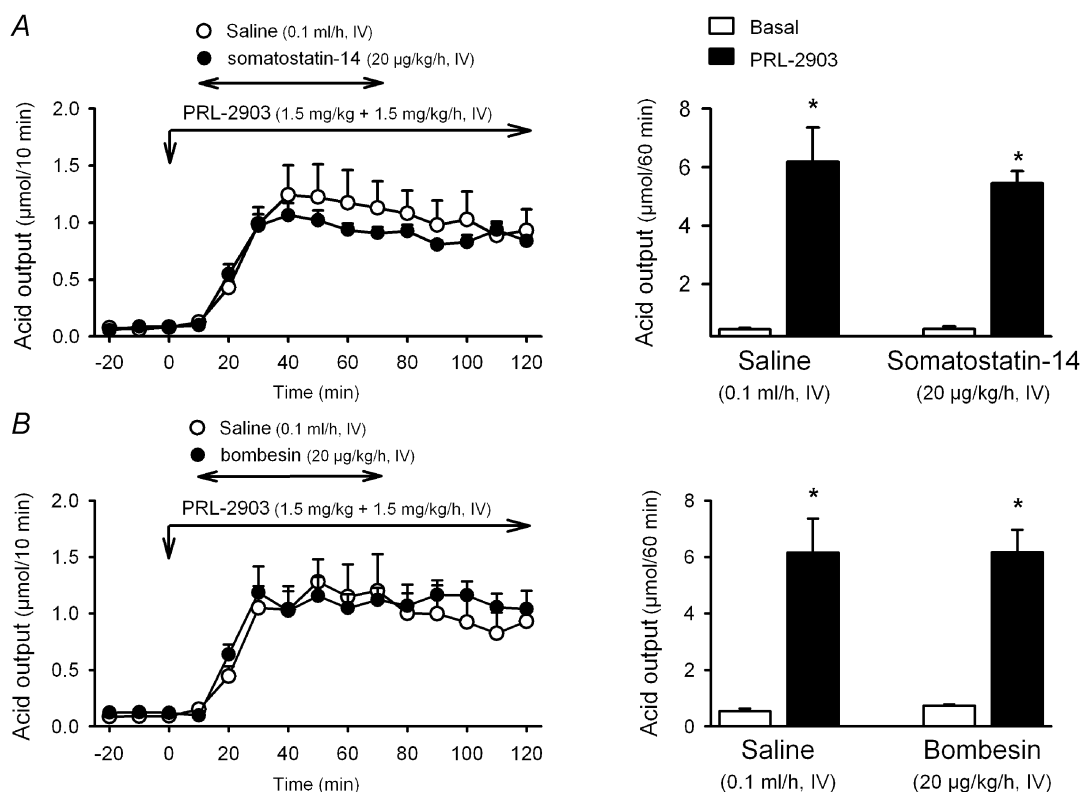 A
Saline (0.1 ml/h, IV)
somatostatin-14 (20 µg/kg/h, IV)
PRL-2903 (1.5 mg/kg + 1.5 mg/kg/h, IV)
Acid output (µmol/10 min)
2.0
1.5
1.0
0.5
0.0
-20 0 20 40 60 80 100 120
Time (min)
Basal
PRL-2903
Acid output (µmol/60 min)
8
6
4
2
* *
Saline Somatostatin-14
(0.1 ml/h, IV) (20 µg/kg/h, IV)
B
Saline (0.1 ml/h, IV)
bombesin (20 µg/kg/h, IV)
PRL-2903 (1.5 mg/kg + 1.5 mg/kg/h, IV)
Acid output (µmol/10 min)
2.0
1.5
1.0
0.5
0.0
-20 0 20 40 60 80 100 120
Time (min)
Acid output (µmol/60 min)
8
6
4
2
0
* *
Saline Bombesin
(0.1 ml/h, IV) (20 µg/kg/h, IV)